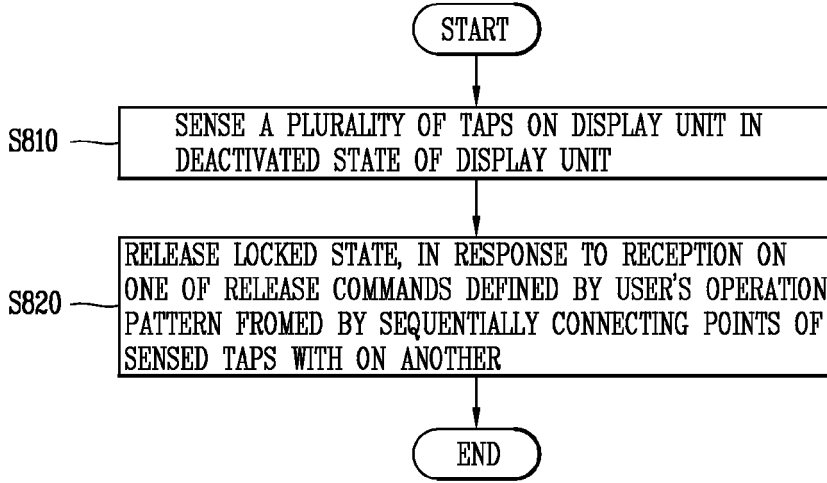 START
S810
SENSE A PLURALITY OF TAPS ON DISPLAY UNIT IN
DEACTIVATED STATE OF DISPLAY UNIT
S820
RELEASE LOCKED STATE, IN RESPONSE TO RECEPTION ON
ONE OF RELEASE COMMANDS DEFINED BY USER'S OPERATION
PATTERN FROMED BY SEQUENTIALLY CONNECTING POINTS OF
SENSED TAPS WITH ON ANOTHER
END